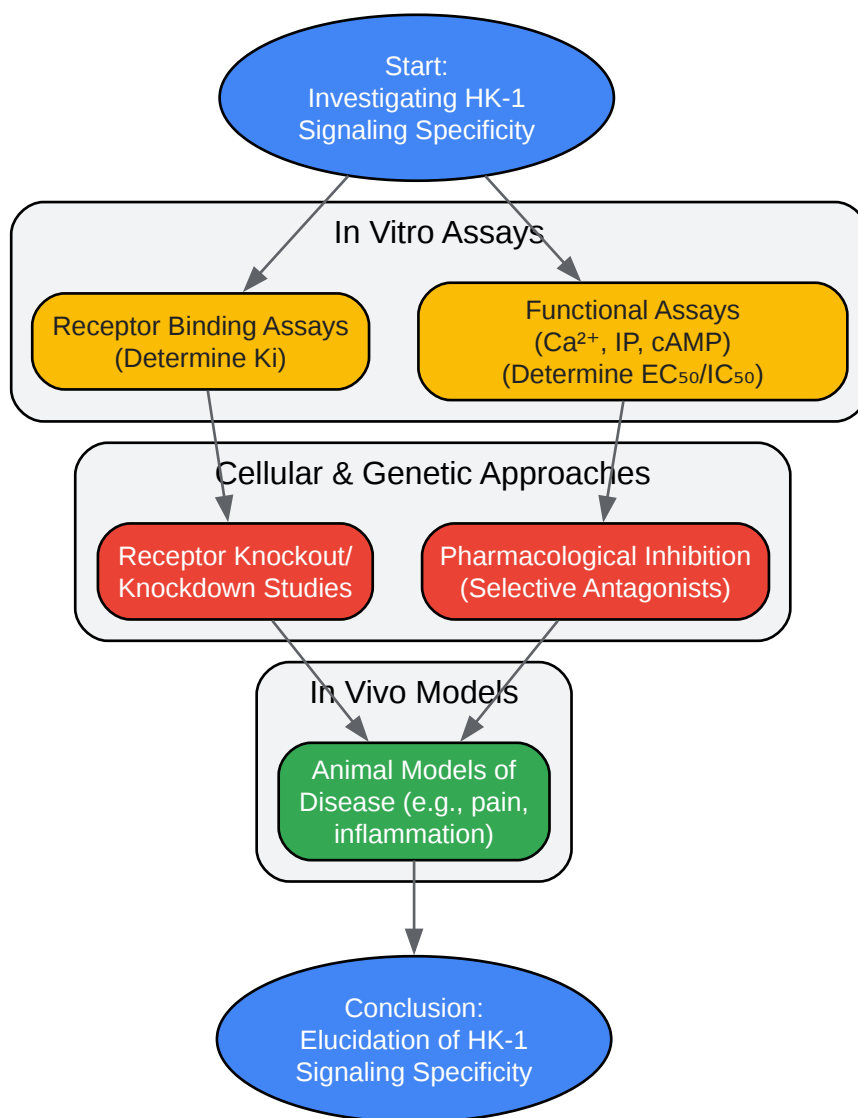 Start:
Investigating HK-1
Signaling Specificity
In Vitro Assays
Receptor Binding Assays
(Determine Ki)
Functional Assays
(Ca²⁺, IP, cAMP)
(Determine EC₅₀/IC₅₀)
Cellular & Genetic Approaches
Receptor Knockout/
Knockdown Studies
Pharmacological Inhibition
(Selective Antagonists)
In Vivo Models
Animal Models of
Disease (e.g., pain,
inflammation)
Conclusion:
Elucidation of HK-1
Signaling Specificity